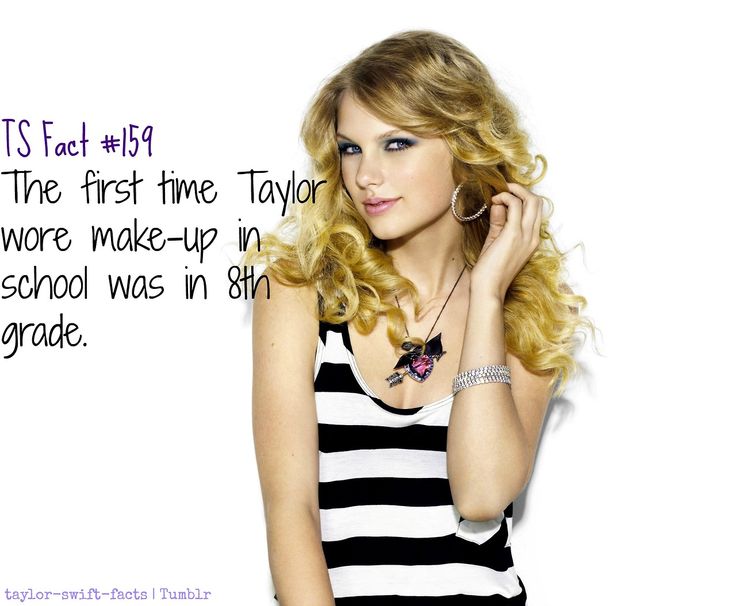 TS Fact #159
The first time Taylor
wore make-up in
school was in 8th
grade.
taylor-swift-facts|Tumblr